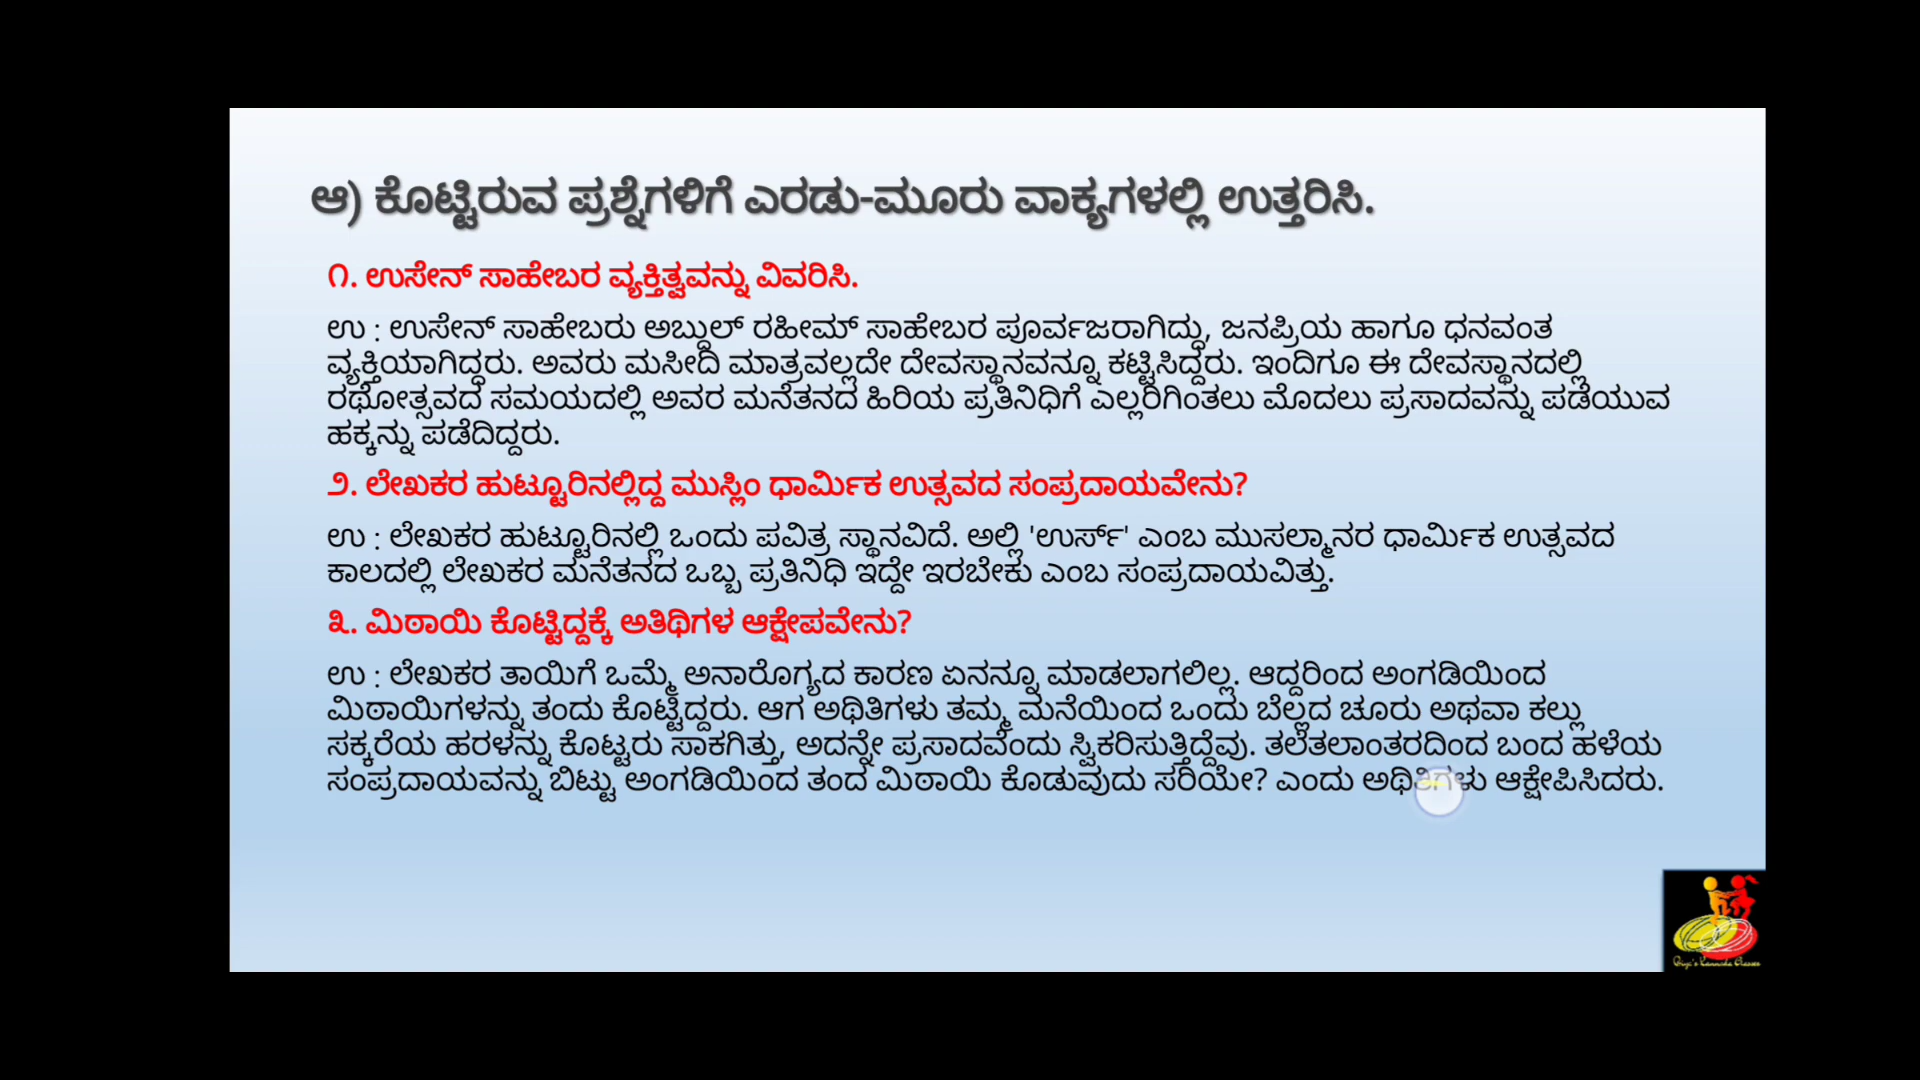 ಆ) ಕೊಟ್ಟಿರುವ ಪ್ರಶ್ನೆಗಳಿಗೆ ಎರಡು-ಮೂರು ವಾಕ್ಯಗಳಲ್ಲಿ ಉತ್ತರಿಸಿ.
೧. ಉಸೇನ್ ಸಾಹೇಬರ ವ್ಯಕ್ತಿತ್ವವನ್ನು ವಿವರಿಸಿ.
ಉ : ಉಸೇನ್ ಸಾಹೇಬರು ಅಬ್ದುಲ್ ರಹೀಮ್ ಸಾಹೇಬರ ಪೂರ್ವಜರಾಗಿದ್ದು, ಜನಪ್ರಿಯ ಹಾಗೂ ಧನವಂತ
ವ್ಯಕ್ತಿಯಾಗಿದ್ದರು. ಅವರು ಮಸೀದಿ ಮಾತ್ರವಲ್ಲದೇ ದೇವಸ್ಥಾನವನ್ನೂ ಕಟ್ಟಿಸಿದ್ದರು. ಇಂದಿಗೂ ಈ ದೇವಸ್ಥಾನದಲ್ಲಿ
ರಥೋತ್ಸವದ ಸಮಯದಲ್ಲಿ ಅವರ ಮನೆತನದ ಹಿರಿಯ ಪ್ರತಿನಿಧಿಗೆ ಎಲ್ಲರಿಗಿಂತಲು ಮೊದಲು ಪ್ರಸಾದವನ್ನು ಪಡೆಯುವ
ಹಕ್ಕನ್ನು ಪಡೆದಿದ್ದರು.
೨. ಲೇಖಕರ ಹುಟ್ಟೂರಿನಲ್ಲಿದ್ದ ಮುಸ್ಲಿಂ ಧಾರ್ಮಿಕ ಉತ್ಸವದ ಸಂಪ್ರದಾಯವೇನು?
ಉ : ಲೇಖಕರ ಹುಟ್ಟೂರಿನಲ್ಲಿ ಒಂದು ಪವಿತ್ರ ಸ್ಥಾನವಿದೆ. ಅಲ್ಲಿ 'ಉರ್ಸ್' ಎಂಬ ಮುಸಲ್ಮಾನರ ಧಾರ್ಮಿಕ ಉತ್ಸವದ
ಕಾಲದಲ್ಲಿ ಲೇಖಕರ ಮನೆತನದ ಒಬ್ಬ ಪ್ರತಿನಿಧಿ ಇದ್ದೇ ಇರಬೇಕು ಎಂಬ ಸಂಪ್ರದಾಯವಿತ್ತು.
೩. ಮಿಠಾಯಿ ಕೊಟ್ಟಿದ್ದಕ್ಕೆ ಅತಿಥಿಗಳ ಆಕ್ಷೇಪವೇನು?
ಉ : ಲೇಖಕರ ತಾಯಿಗೆ ಒಮ್ಮೆ ಅನಾರೊಗ್ಯದ ಕಾರಣ ಏನನ್ನೂ ಮಾಡಲಾಗಲಿಲ್ಲ. ಆದ್ದರಿಂದ ಅಂಗಡಿಯಿಂದ
ಮಿಠಾಯಿಗಳನ್ನು ತಂದು ಕೊಟ್ಟಿದ್ದರು. ಆಗ ಅಥಿತಿಗಳು ತಮ್ಮ ಮನೆಯಿಂದ ಒಂದು ಬೆಲ್ಲದ ಚೂರು ಅಥವಾ ಕಲ್ಲು
ಸಕ್ಕರೆಯ ಹರಳನ್ನು ಕೊಟ್ಟರು ಸಾಕಗಿತ್ತು, ಅದನ್ನೇ ಪ್ರಸಾದವೆಂದು ಸ್ವಿಕರಿಸುತ್ತಿದ್ದೆವು. ತಲೆತಲಾಂತರದಿಂದ ಬಂದ ಹಳೆಯ
ಸಂಪ್ರದಾಯವನ್ನು ಬಿಟ್ಟು ಅಂಗಡಿಯಿಂದ ತಂದ ಮಿಠಾಯಿ ಕೊಡುವುದು ಸರಿಯೇ? ಎಂದು ಅಥಿತಿಗಳು ಆಕ್ಷೇಪಿಸಿದರು.
Kannada Classes